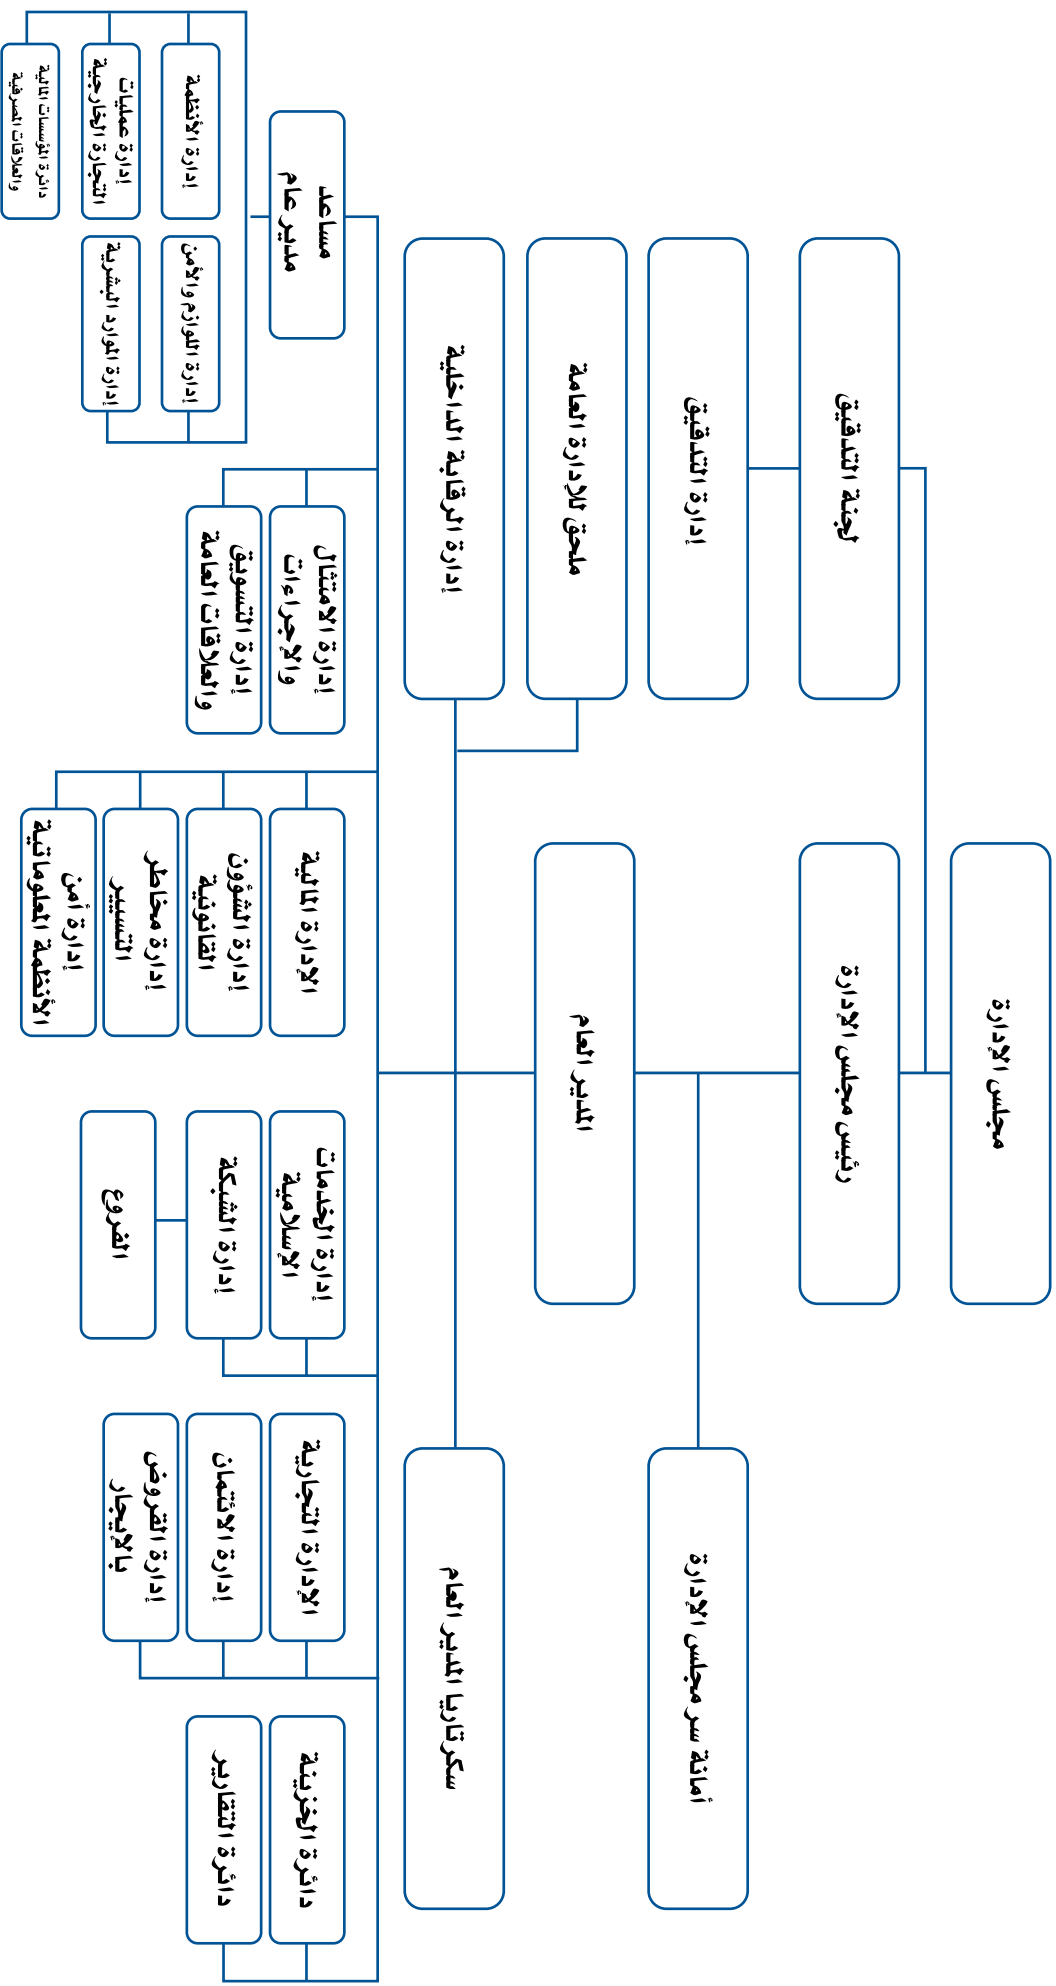 مجلس الإدارة
رئيس مجلس الإدارة
لجنة التدقيق
أمانة سر مجلس الإدارة
إدارة التدقيق
المدير العام
ملحق للإدارة العامة
سكرتاريا المدير العام
إدارة الرقابة الداخلية
دائرة الخزينة
دائرة التقارير
الإدارة التجارية
إدارة الائتمان
إدارة القروض
بالإيجار
إدارة الخدمات
الإسلامية
إدارة الشبكة
الفروع
الإدارة المالية
إدارة الشؤون
القانونية
إدارة مخاطر
التسيير
إدارة أمن
الأنظمة المعلوماتية
إدارة الامتثال
والإجراءات
إدارة التسويق
والعلاقات العامة
مساعد
مدير عام
إدارة اللوازم والأمن
إدارة الموارد البشرية
إدارة الأنظمة
إدارة عمليات
التجارة الخارجية
دائرة المؤسسات المالية
والعلاقات المصرفية